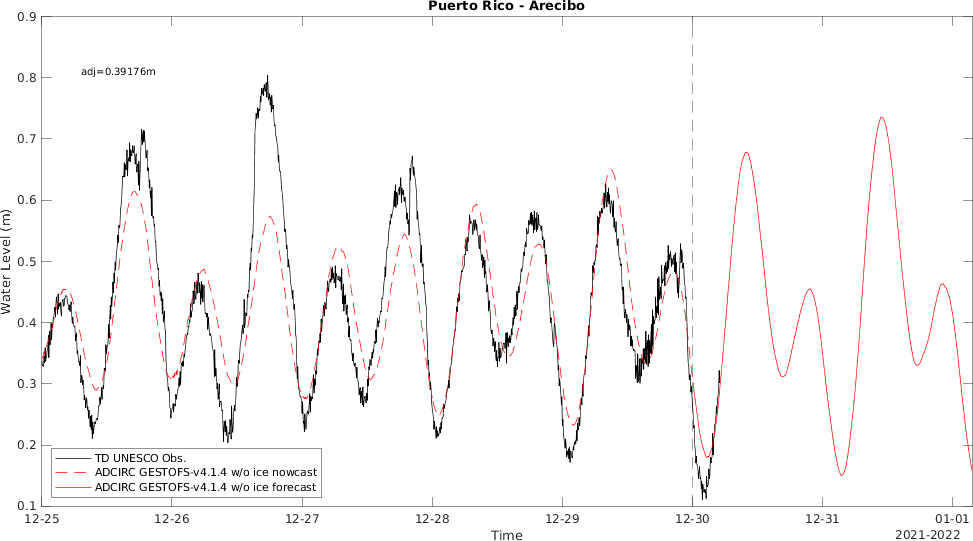 Puerto Rico - Arecibo
0.9
0.8
0.7
0.6
0.5
0.4
0.3
0.2
0.1
Water Level (m)
adj=0.39176m
TD UNESCO Obs.
ADCIRC GESTOFS-v4.1.4 w/o ice nowcast
ADCIRC GESTOFS-v4.1.4 w/o ice forecast
12-25 12-26 12-27 12-28 12-29 12-30 12-31 01-01
Time
2021-2022